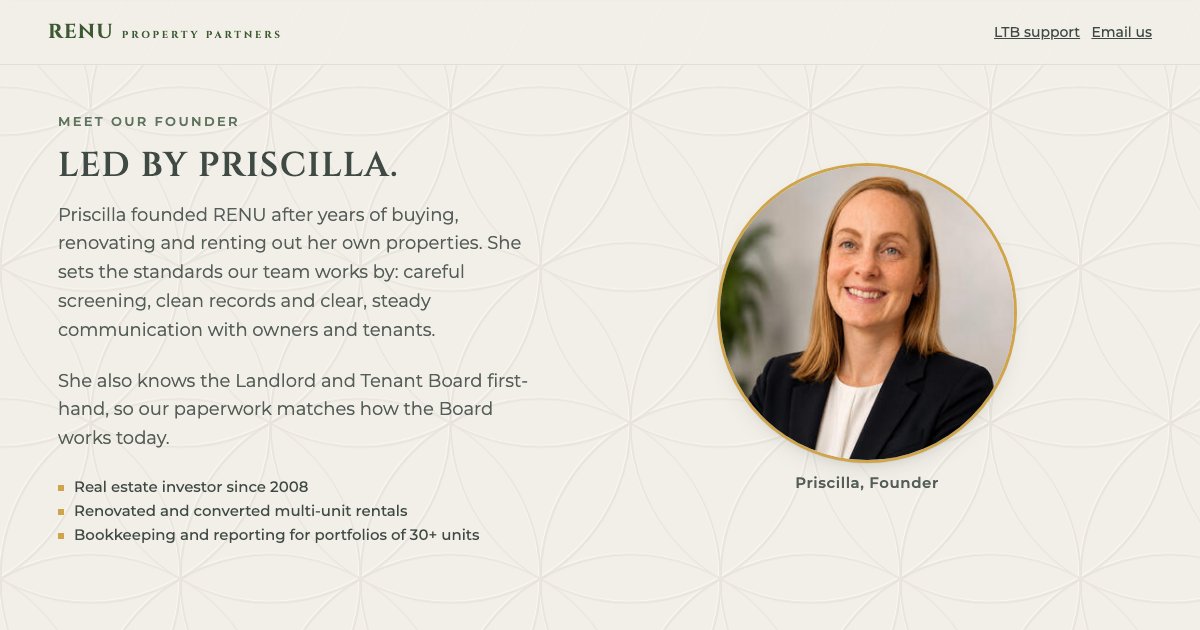 RENU PROPERTY PARTNERS
LTB support Email us
MEET OUR FOUNDER
LED BY PRISCILLA.
Priscilla founded RENU after years of buying,
renovating and renting out her own properties. She
sets the standards our team works by: careful
screening, clean records and clear, steady
communication with owners and tenants.
She also knows the Landlord and Tenant Board first-
hand, so our paperwork matches how the Board
works today.
Real estate investor since 2008
Renovated and converted multi-unit rentals
Bookkeeping and reporting for portfolios of 30+ units
Priscilla, Founder